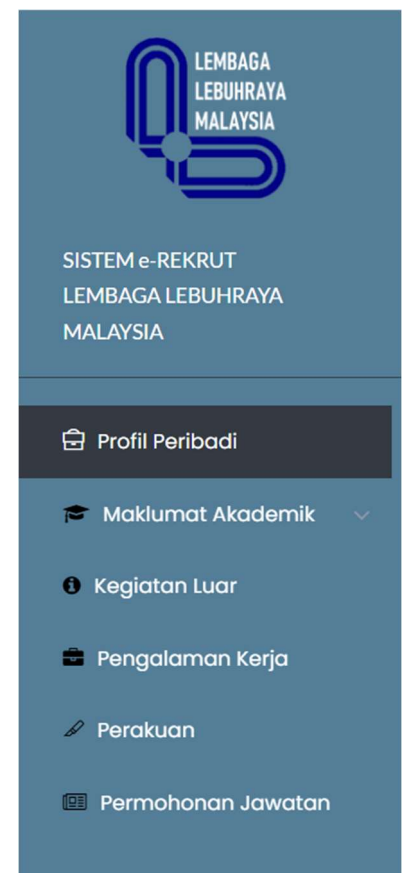 LEMBAGA
LEBUHRAYA
MALAYSIA
SISTEM e-REKRUT
LEMBAGA LEBUHRAYA
MALAYSIA
Profil Peribadi
Maklumat Akademik
Kegiatan Luar
Pengalaman Kerja
Perakuan
Permohonan Jawatan